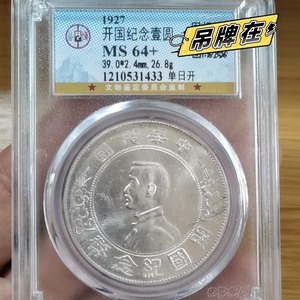 1927
开国纪念壹圆
吊牌在
MS 64+
39.0*2.4mm, 26.8g
1210531433 单日开
文物鉴定委员会监制
中华民国
开国纪念币